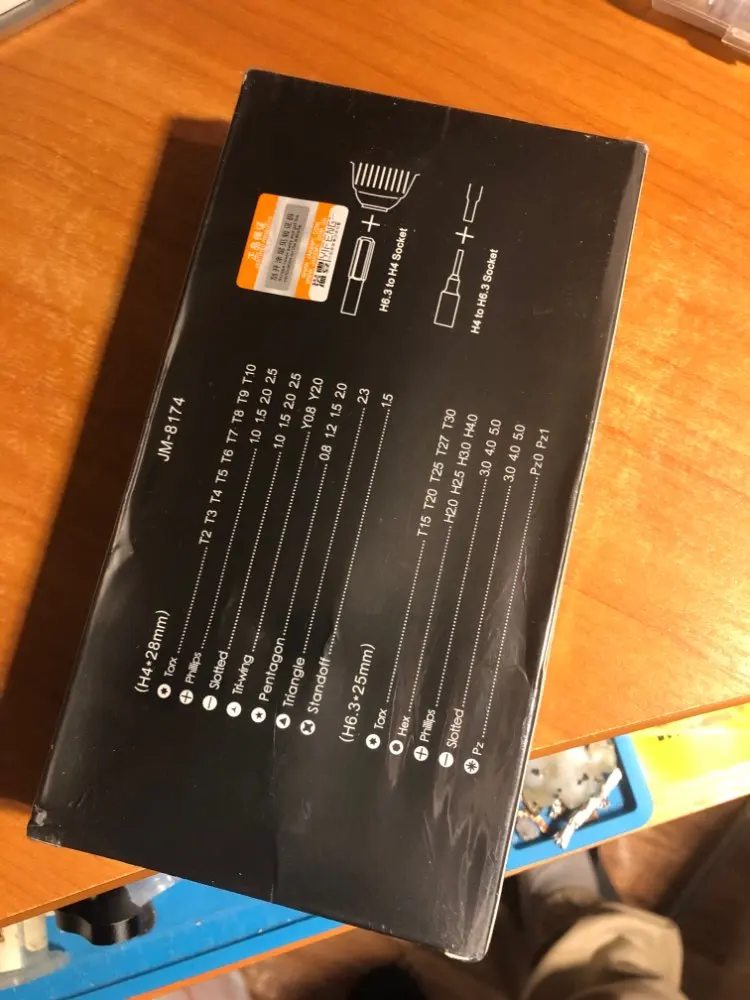 JM-8174
(H4*28mm)
Torx T2 T3 T4 T5 T6 T7 T8 T9 T10
Phillips 1.0 1.5 2.0 2.5
Slotted 1.0 1.5 2.0 2.5
Tri-wing Y0.8 Y2.0
Pentagon 0.8 1.2 1.5 2.0
Triangle 2.3
Standoff 1.5
(H6.3*25mm)
Torx T15 T20 T25 T27 T30
Hex H2.0 H2.5 H3.0 H4.0
Phillips 3.0 4.0 5.0
Slotted 3.0 4.0 5.0
Pz Pz0 Pz1
正品保证
H6.3 to H4 Socket
H4 to H6.3 Socket